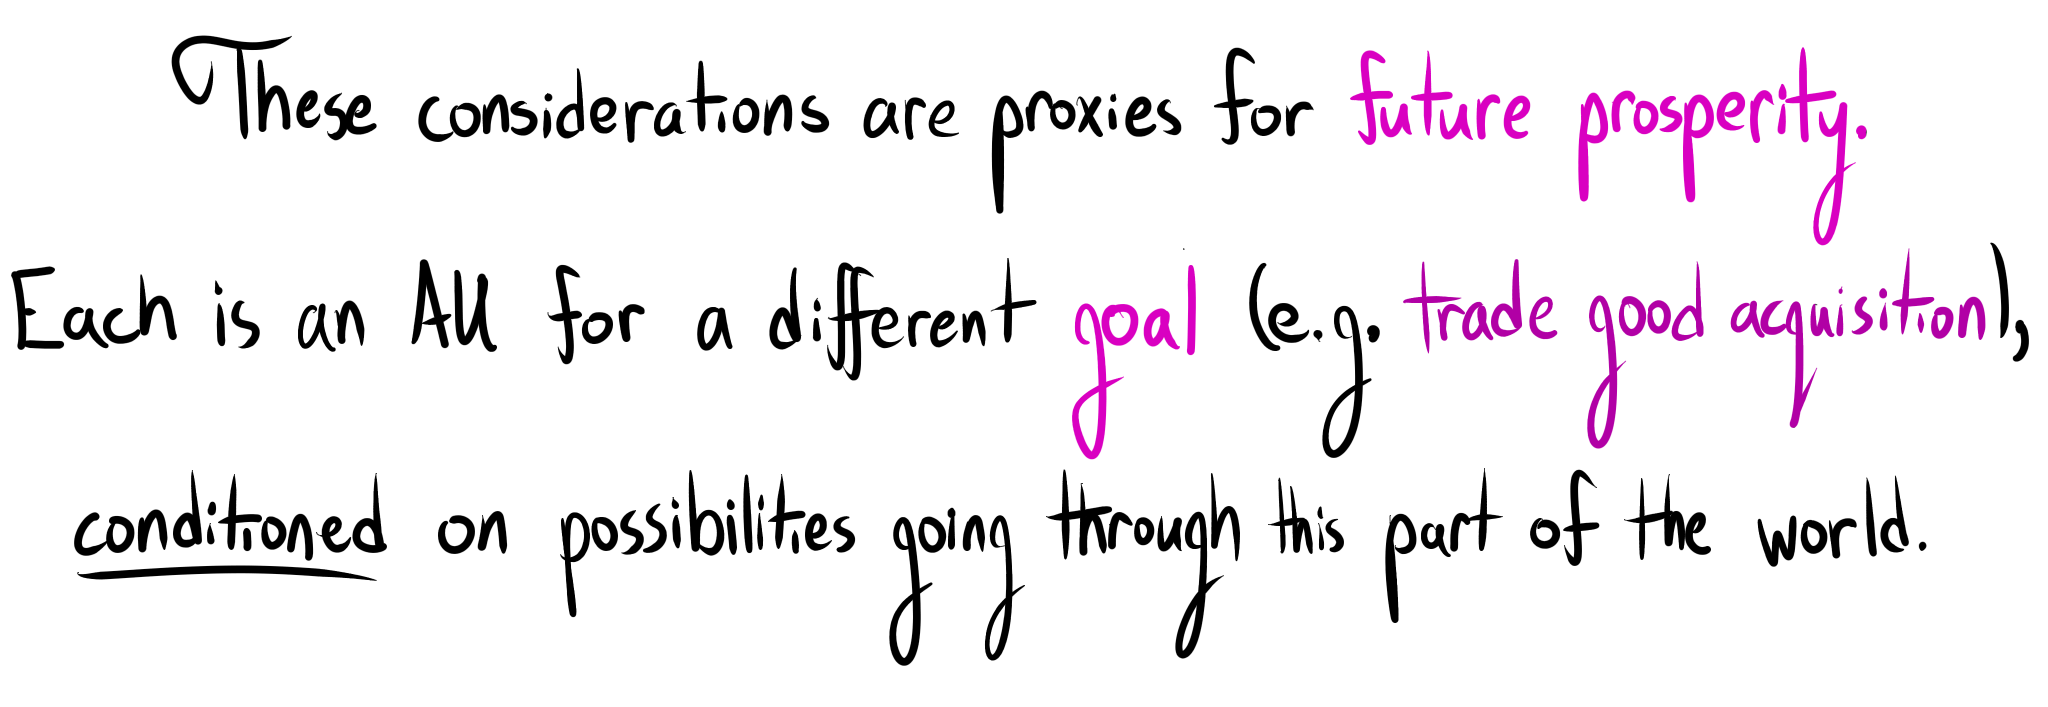 These considerations are proxies for future prosperity.
Each is an AU for a different goal (e.g. trade good acquisition),
conditioned on possibilities going through this part of the world.